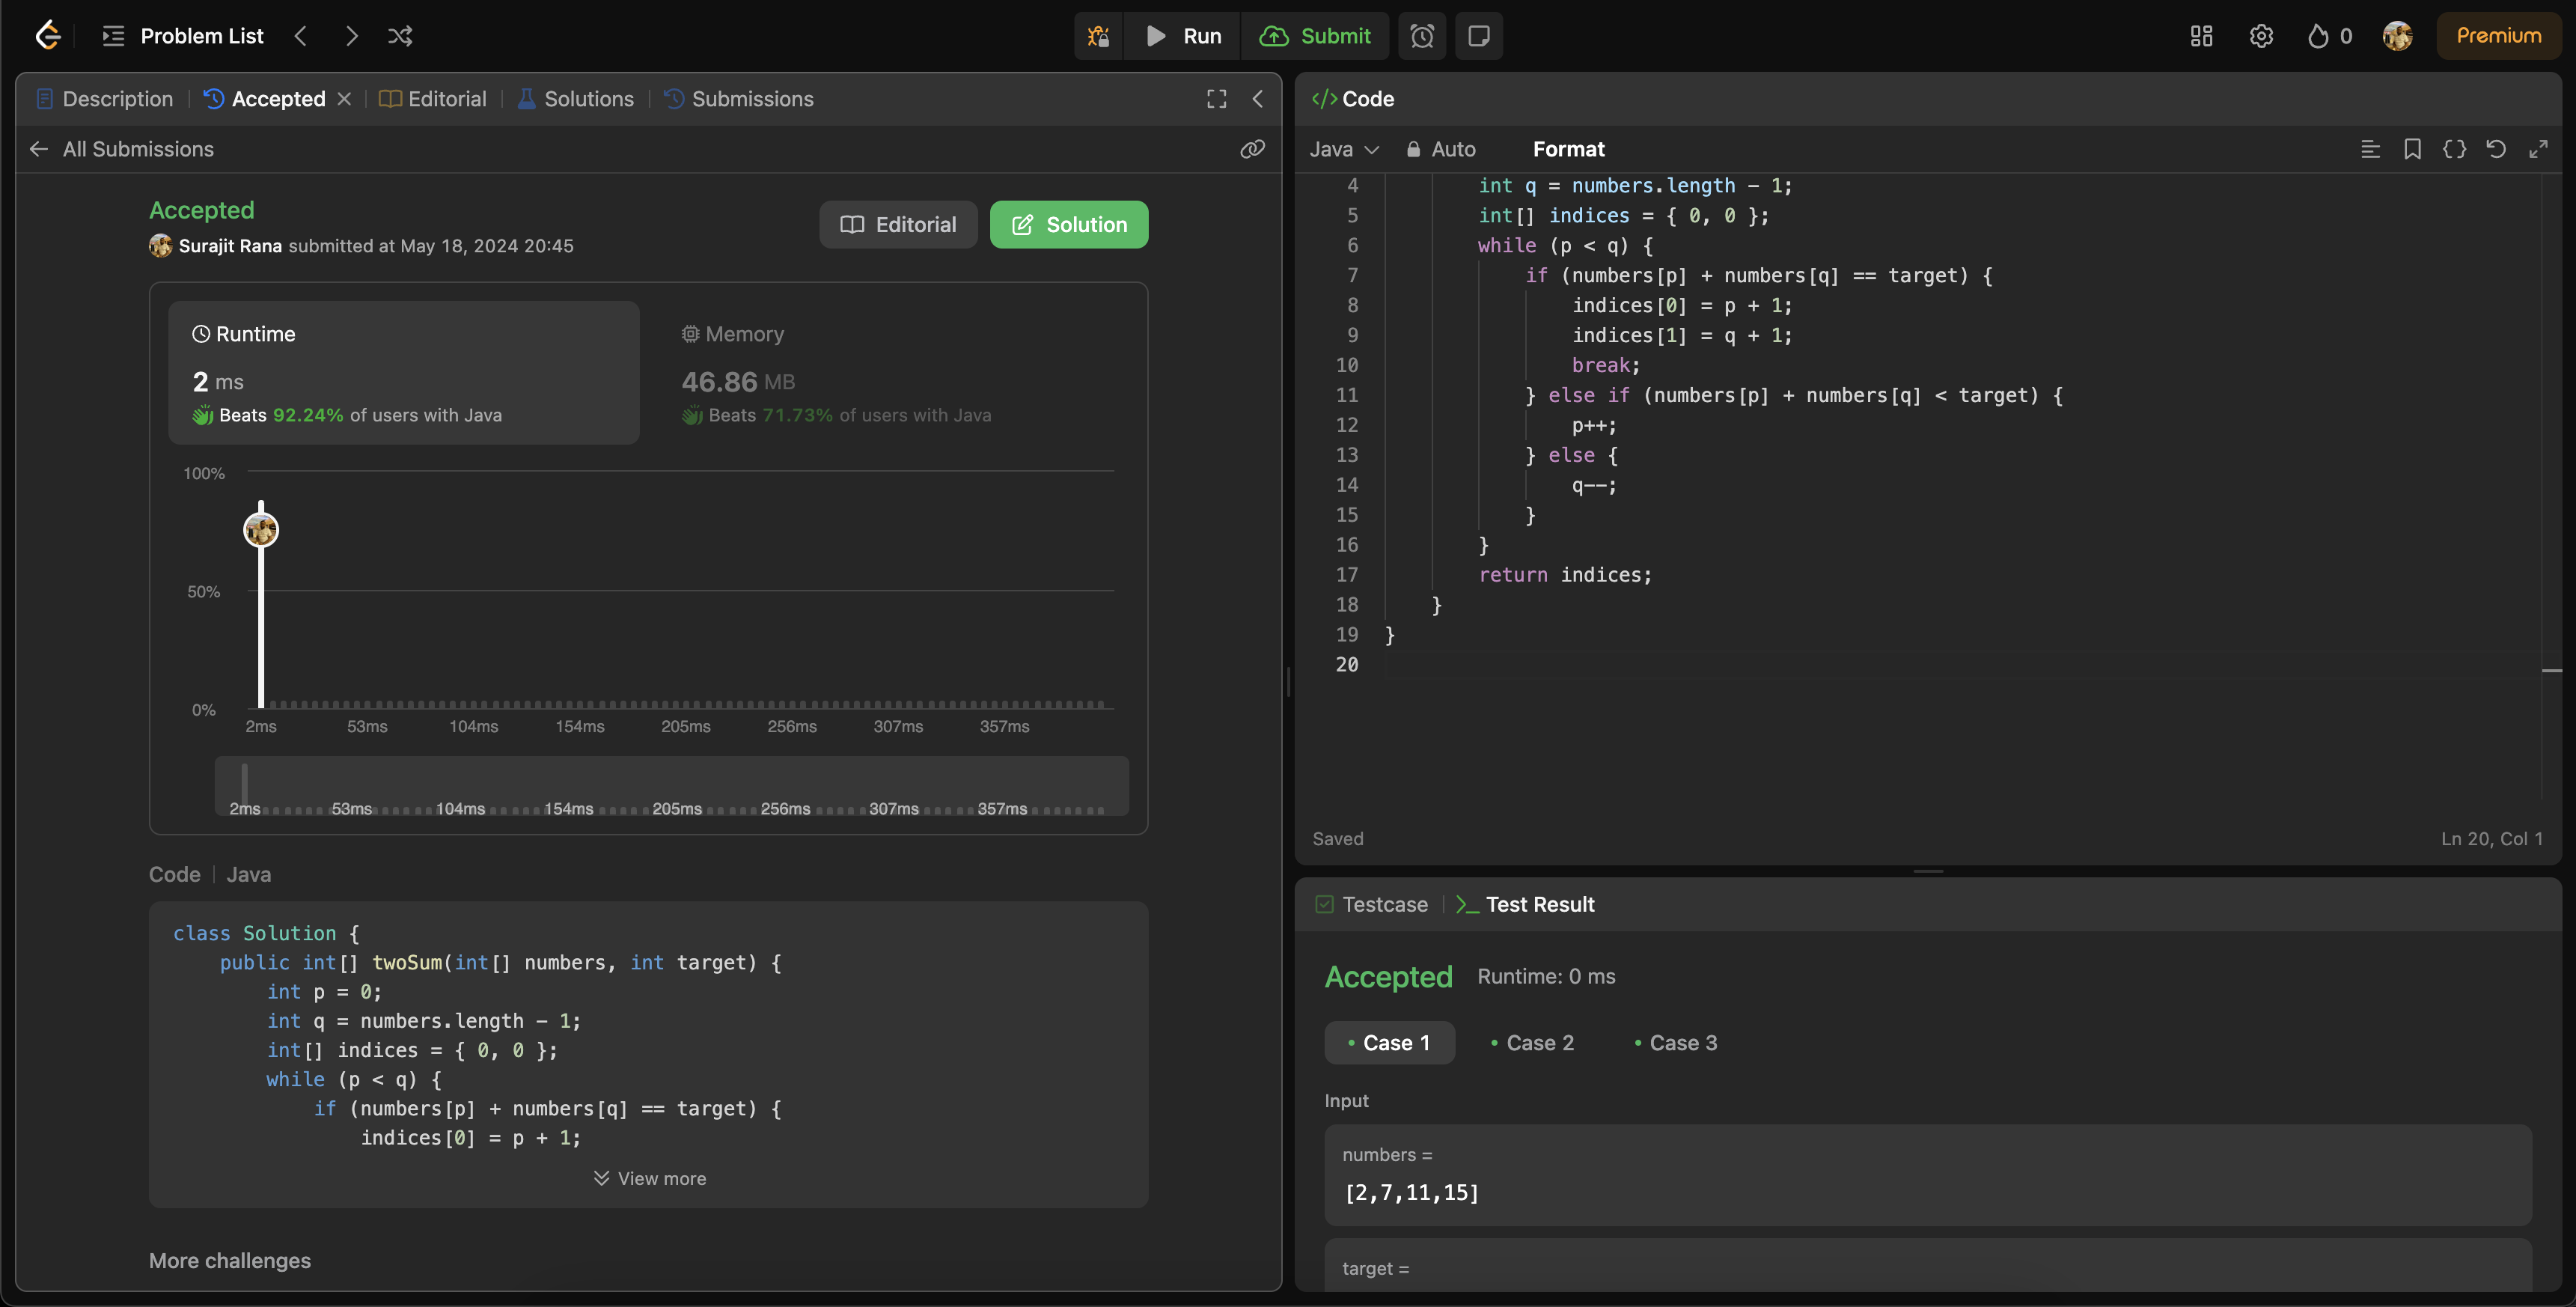 Problem List
Run
Submit
0
Premium
Description
Accepted
Editorial
Solutions
Submissions
All Submissions
Accepted
Surajit Rana submitted at May 18, 2024 20:45
Editorial
Solution
Runtime
2 ms
Beats 92.24% of users with Java
Memory
46.86 MB
Beats 71.73% of users with Java
100%
50%
0%
2ms 53ms 104ms 154ms 205ms 256ms 307ms 357ms
2ms 53ms 104ms 154ms 205ms 256ms 307ms 357ms
Code | Java
class Solution {
    public int[] twoSum(int[] numbers, int target) {
        int p = 0;
        int q = numbers.length - 1;
        int[] indices = { 0, 0 };
        while (p < q) {
            if (numbers[p] + numbers[q] == target) {
                indices[0] = p + 1;
View more
More challenges
Code
Java
Auto
Format
4         int q = numbers.length - 1;
5         int[] indices = { 0, 0 };
6         while (p < q) {
7             if (numbers[p] + numbers[q] == target) {
8                 indices[0] = p + 1;
9                 indices[1] = q + 1;
10                 break;
11             } else if (numbers[p] + numbers[q] < target) {
12                 p++;
13             } else {
14                 q--;
15             }
16         }
17         return indices;
18     }
19 }
20
Saved
Ln 20, Col 1
Testcase
Test Result
Accepted
Runtime: 0 ms
Case 1
Case 2
Case 3
Input
numbers =
[2,7,11,15]
target =